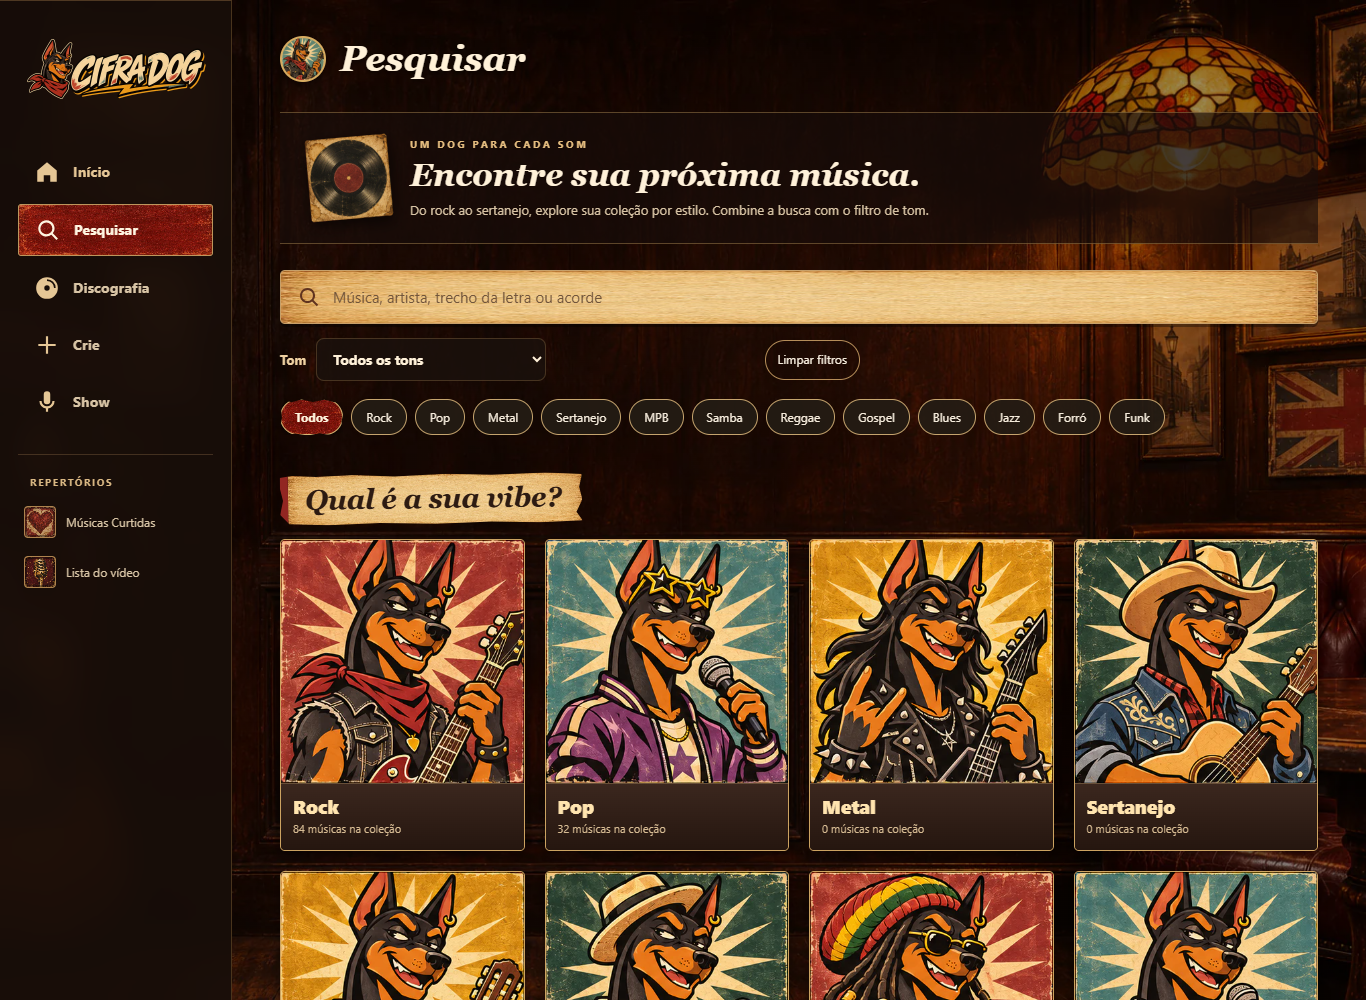 CIFRA DOG
Início
Pesquisar
Discografia
Crie
Show
REPERTÓRIOS
Músicas Curtidas
Lista do vídeo
Pesquisar
UM DOG PARA CADA SOM
Encontre sua próxima música.
Do rock ao sertanejo, explore sua coleção por estilo. Combine a busca com o filtro de tom.
Música, artista, trecho da letra ou acorde
Tom Todos os tons Limpar filtros
Todos Rock Pop Metal Sertanejo MPB Samba Reggae Gospel Blues Jazz Forró Funk
Qual é a sua vibe?
Rock
84 músicas na coleção
Pop
32 músicas na coleção
Metal
0 músicas na coleção
Sertanejo
0 músicas na coleção